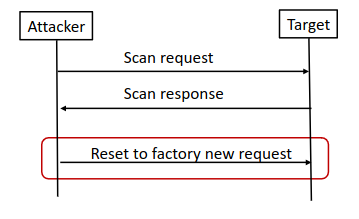 Attacker
Target
Scan request
Scan response
Reset to factory new request